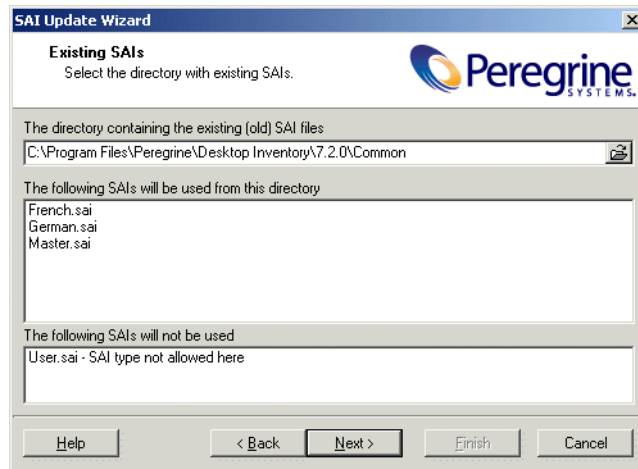 SAI Update Wizard
Existing SAIs
Select the directory with existing SAIs.
Peregrine
SYSTEMS.
The directory containing the existing (old) SAI files
C:\Program Files\Peregrine\Desktop Inventory\7.2.0\Common
The following SAIs will be used from this directory
French.sai
German.sai
Master.sai
The following SAIs will not be used
User.sai - SAI type not allowed here
Help < Back Next > Finish Cancel